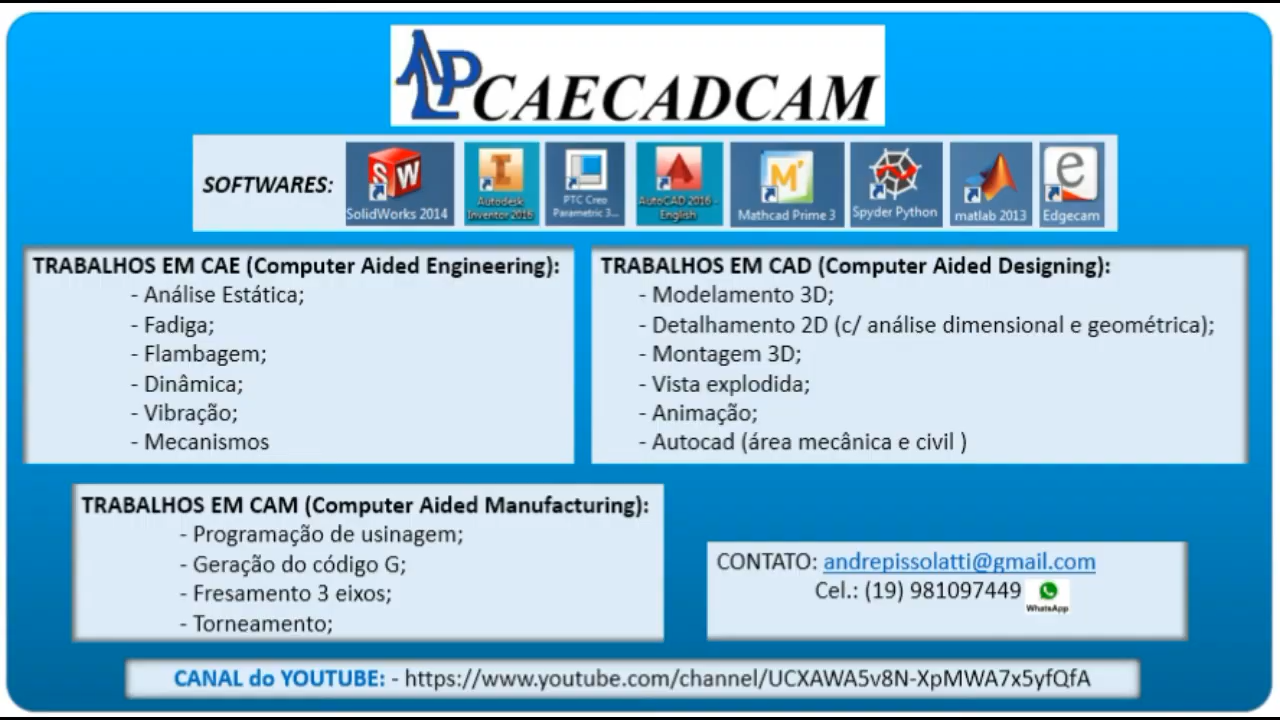 AP CAECADCAM
SOFTWARES:
SW
SolidWorks 2014
I
Autodesk
Inventor 2016
PTC Creo
Parametric 3...
AutoCAD 2016 -
English
M'
Mathcad Prime 3
Spyder Python
matlab 2013
e
Edgecam
TRABALHOS EM CAE (Computer Aided Engineering):
- Análise Estática;
- Fadiga;
- Flambagem;
- Dinâmica;
- Vibração;
- Mecanismos
TRABALHOS EM CAD (Computer Aided Designing):
- Modelamento 3D;
- Detalhamento 2D (c/ análise dimensional e geométrica);
- Montagem 3D;
- Vista explodida;
- Animação;
- Autocad (área mecânica e civil )
TRABALHOS EM CAM (Computer Aided Manufacturing):
- Programação de usinagem;
- Geração do código G;
- Fresamento 3 eixos;
- Torneamento;
CONTATO: andrepissolatti@gmail.com
Cel.: (19) 981097449
WhatsApp
CANAL do YOUTUBE: - https://www.youtube.com/channel/UCXAWA5v8N-XpMWA7x5yfQfA